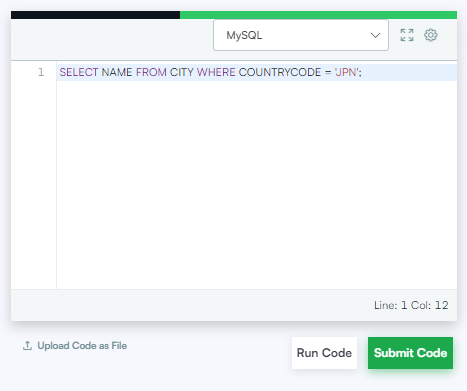 MySQL
1 SELECT NAME FROM CITY WHERE COUNTRYCODE = 'JPN';
Line: 1 Col: 12
Upload Code as File
Run Code
Submit Code